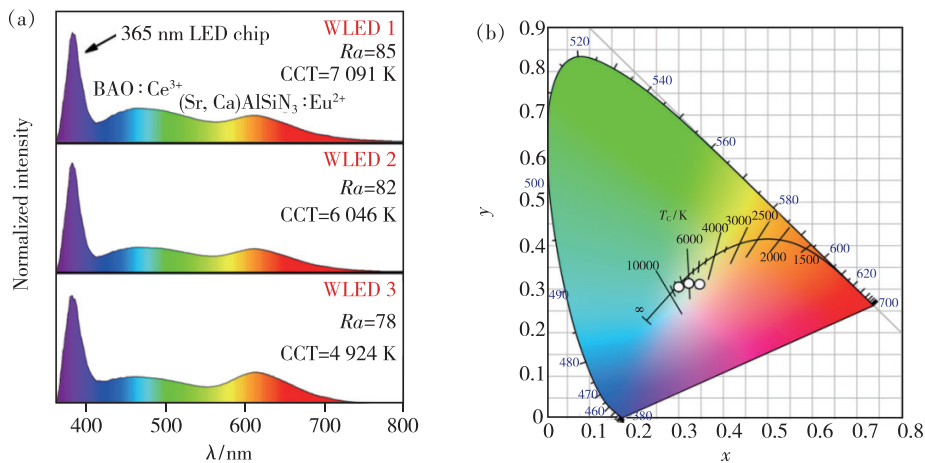 (a)
365 nm LED chip
WLED 1
Ra=85
CCT=7 091 K
BAO∶Ce³⁺
(Sr, Ca)AlSiN₃∶Eu²⁺
WLED 2
Ra=82
CCT=6 046 K
WLED 3
Ra=78
CCT=4 924 K
Normalized intensity
400 500 600 700 800
λ/nm
(b)
0.9
0.8
0.7
0.6
0.5
0.4
0.3
0.2
0.1
0
y
520
540
560
500
580
T_C/K
3000 2500
4000
6000
2000
1500
600
10000
620
∞
490
700
480
470
460
380
0 0.1 0.2 0.3 0.4 0.5 0.6 0.7 0.8
x